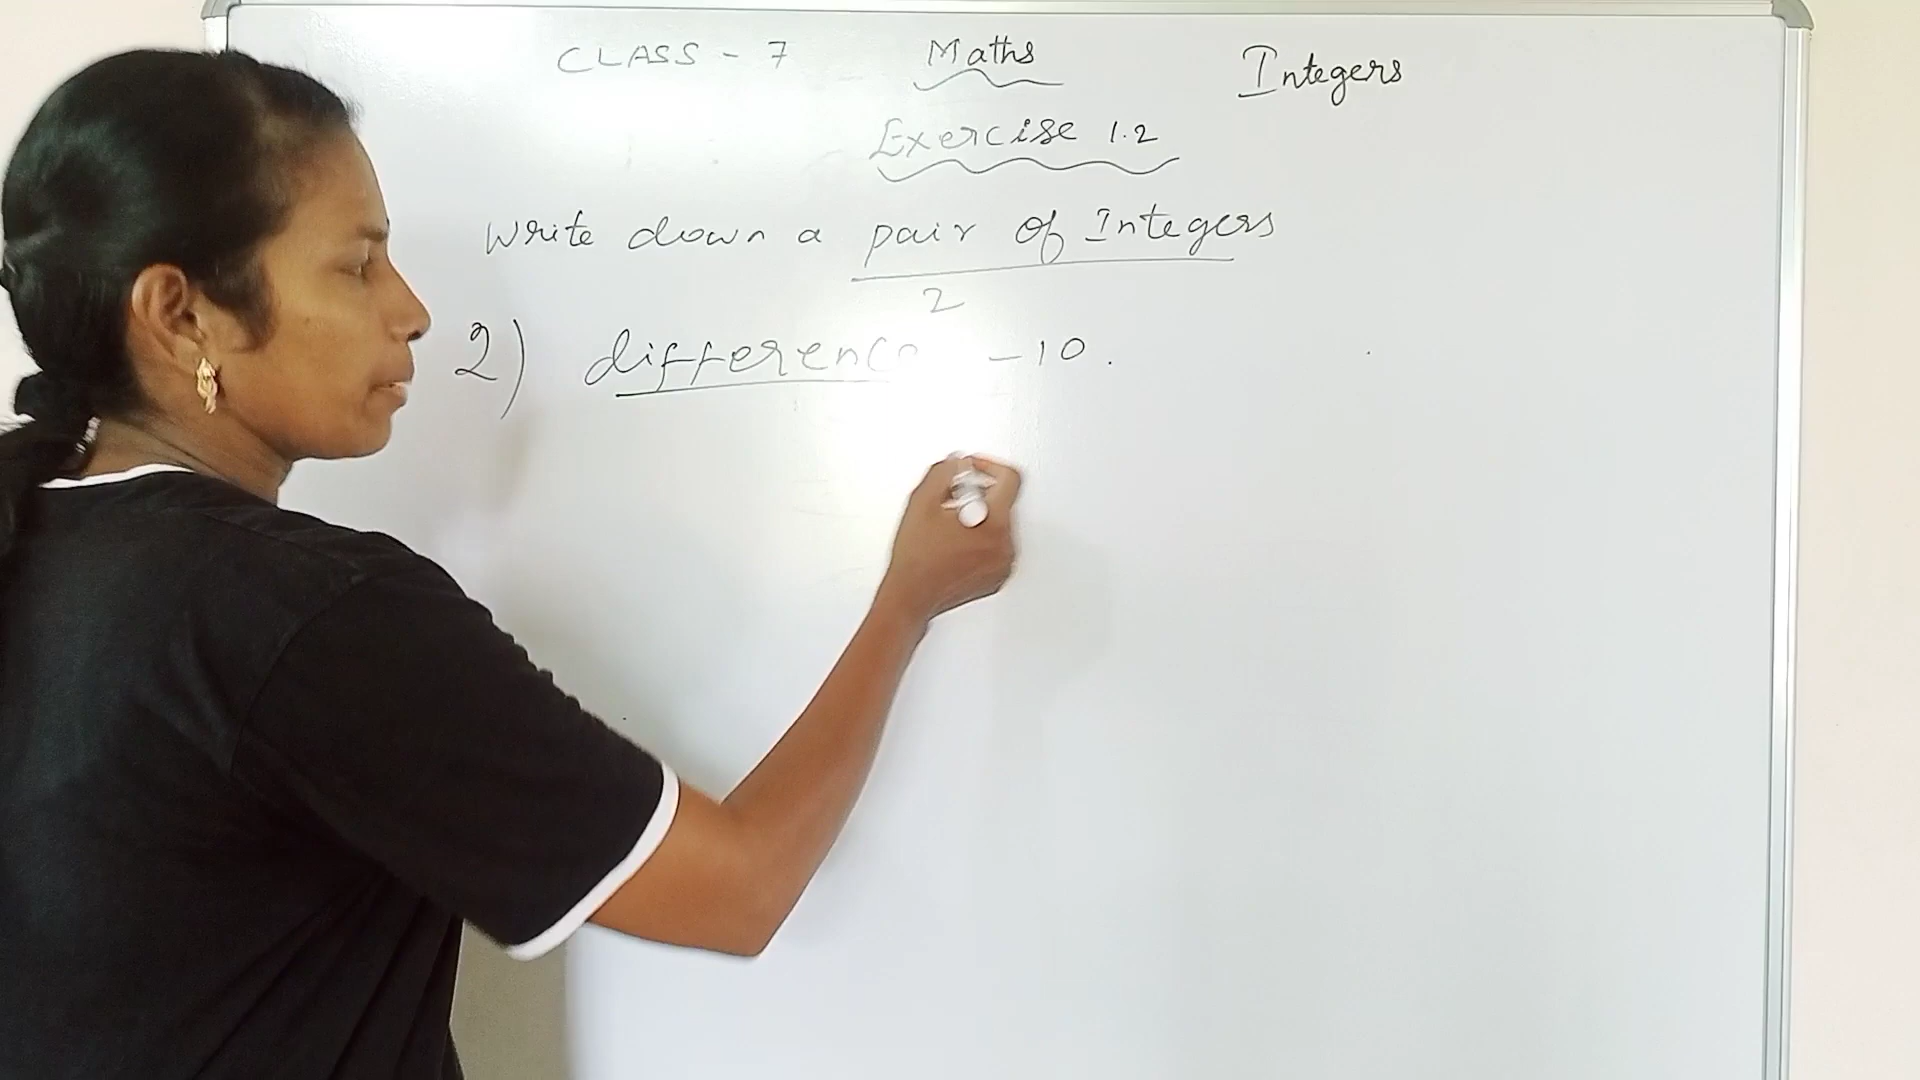 CLASS - 7 Maths Integers
Exercise 1.2
Write down a pair of Integers
2
2) difference -10.